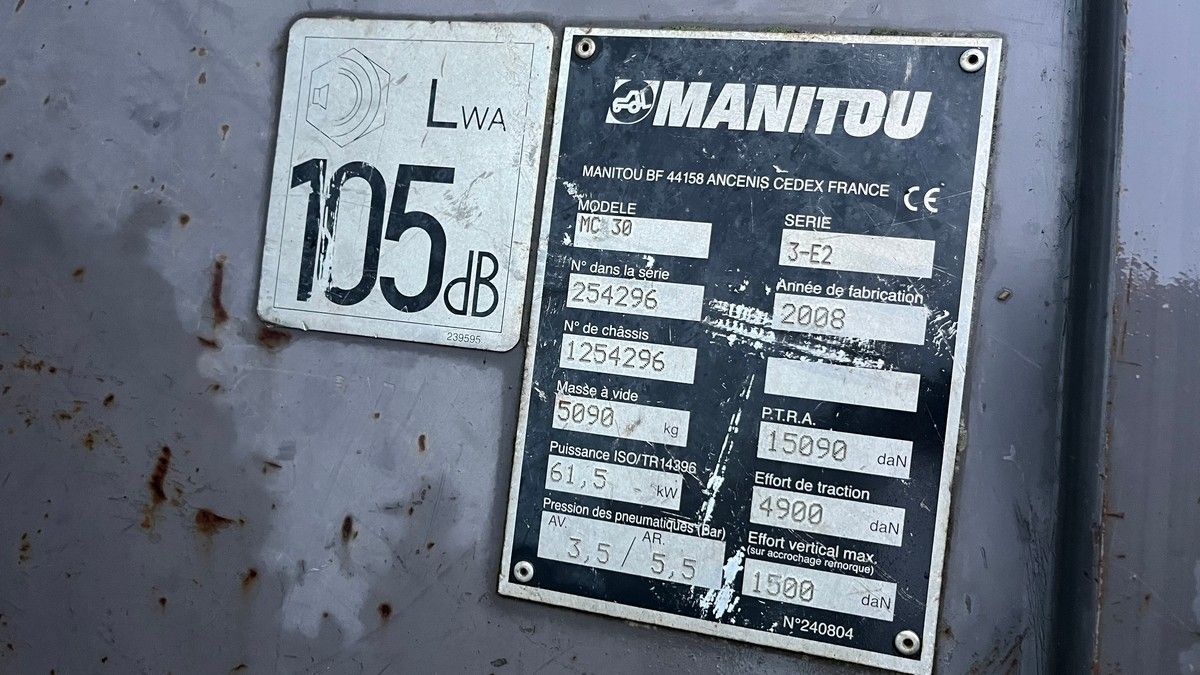 LWA
105dB
239595
MANITOU
MANITOU BF 44158 ANCENIS CEDEX FRANCE CE
MODELE
MC 30
SERIE
3-E2
N° dans la série
254296
Année de fabrication
2008
N° de châssis
1254296
Masse à vide
5090 kg
P.T.R.A.
15090 daN
Puissance ISO/TR14396
61,5 kW
Effort de traction
4900 daN
Pression des pneumatiques (Bar)
AV. AR.
3,5 / 5,5
Effort vertical max.
(sur accrochage remorque)
1500 daN
N°240804